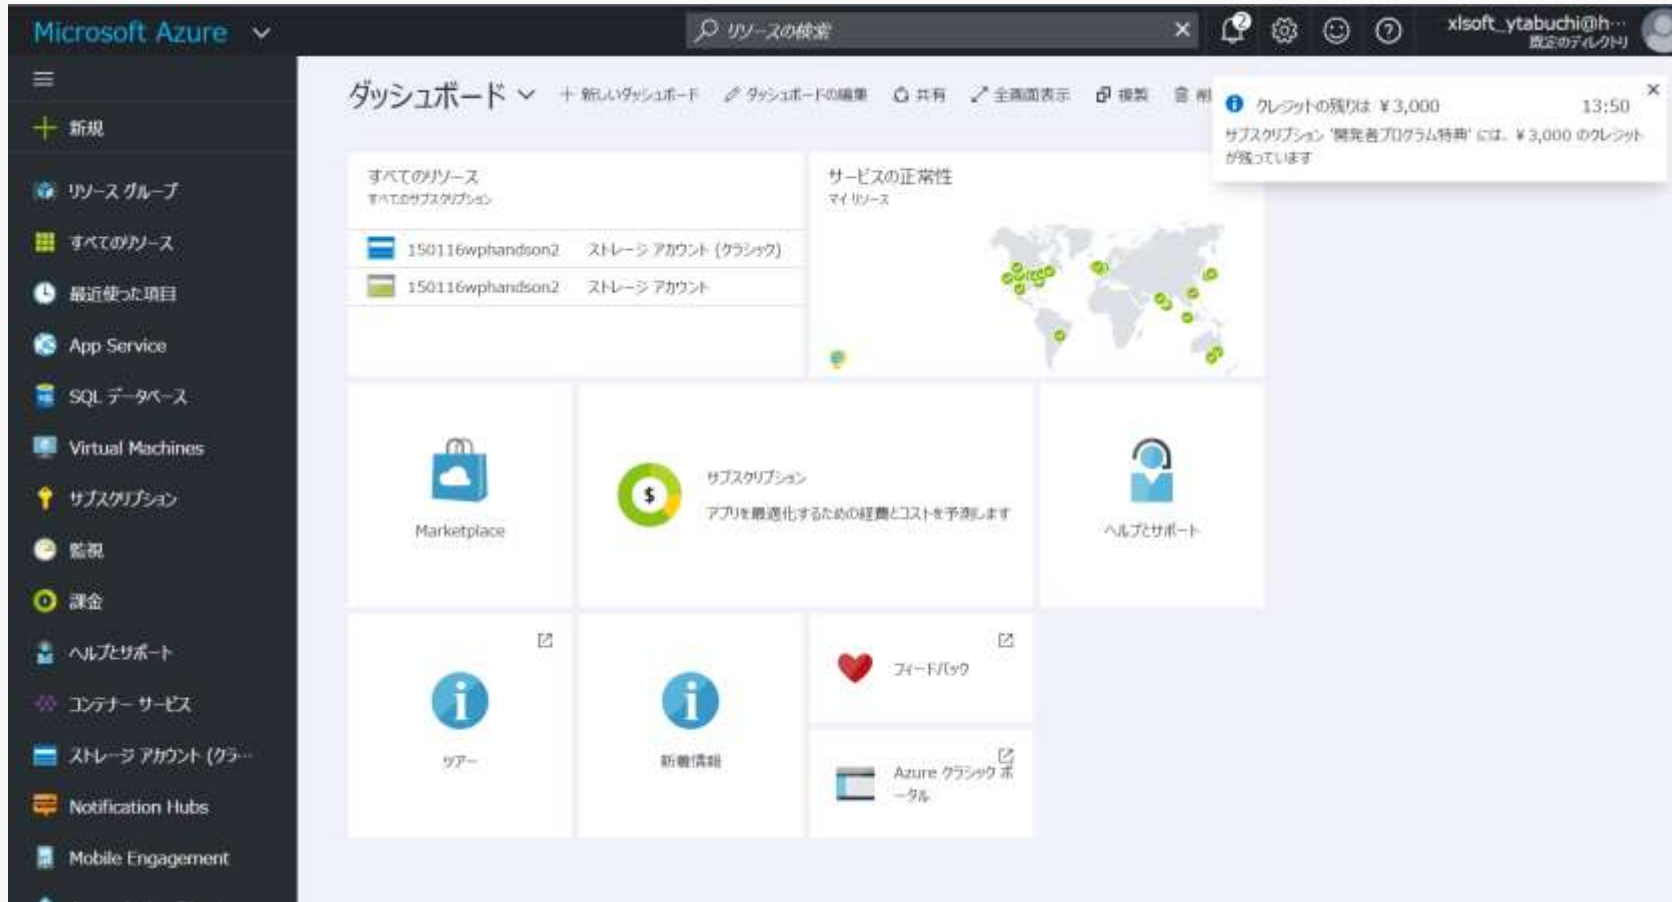 Microsoft Azure
リソースの検索
2
xlsoft_ytabuchi@h…
既定のディレクトリ
新規
リソース グループ
すべてのリソース
最近使った項目
App Service
SQL データベース
Virtual Machines
サブスクリプション
監視
課金
ヘルプとサポート
コンテナー サービス
ストレージ アカウント (クラ…
Notification Hubs
Mobile Engagement
ダッシュボード
+ 新しいダッシュボード
ダッシュボードの編集
共有
全画面表示
複製
削
クレジットの残りは ¥3,000
13:50
サブスクリプション '開発者プログラム特典' には、¥3,000 のクレジット
が残っています
すべてのリソース
すべてのサブスクリプション
150116wphandson2 ストレージ アカウント (クラシック)
150116wphandson2 ストレージ アカウント
サービスの正常性
マイ リソース
Marketplace
$
サブスクリプション
アプリを最適化するための経費とコストを予測します
ヘルプとサポート
ツアー
新着情報
フィードバック
Azure クラシック ポ
ータル